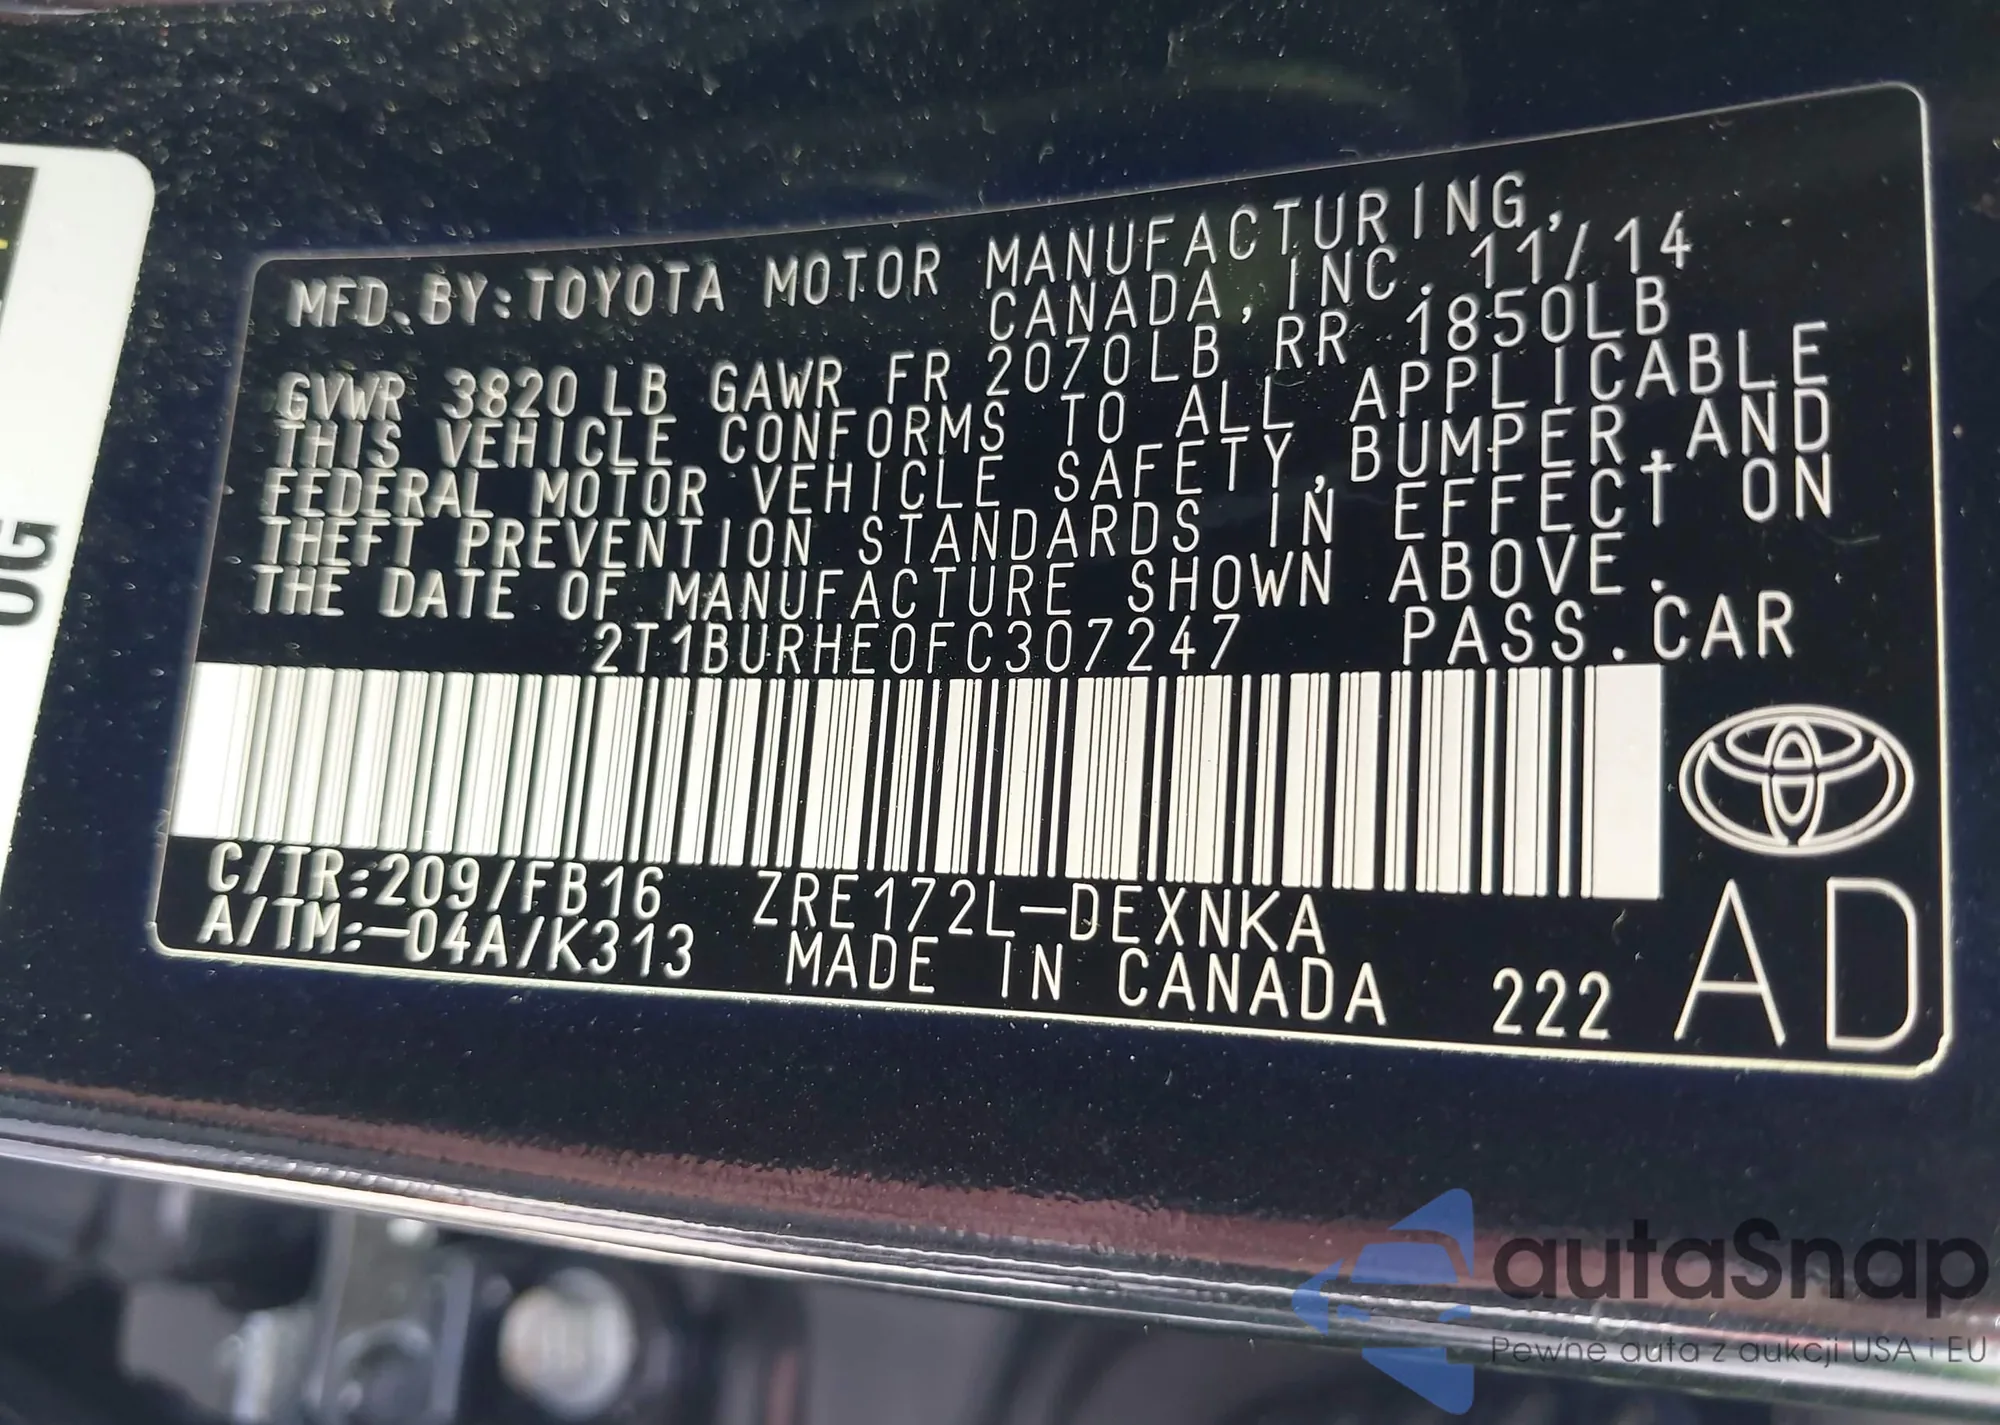 MFD. BY: TOYOTA MOTOR MANUFACTURING,
CANADA, INC. 11/14
GVWR 3820 LB GAWR FR 2070LB RR 1850LB
THIS VEHICLE CONFORMS TO ALL APPLICABLE
FEDERAL MOTOR VEHICLE SAFETY, BUMPER, AND
THEFT PREVENTION STANDARDS IN EFFECT ON
THE DATE OF MANUFACTURE SHOWN ABOVE.
2T1BURHE0FC307247 PASS. CAR
C/TR:209/FB16 ZRE172L-DEXNKA
A/TM:-04A/K313 MADE IN CANADA 222 AD
autaSnap
Pewne auta z aukcji USA i EU